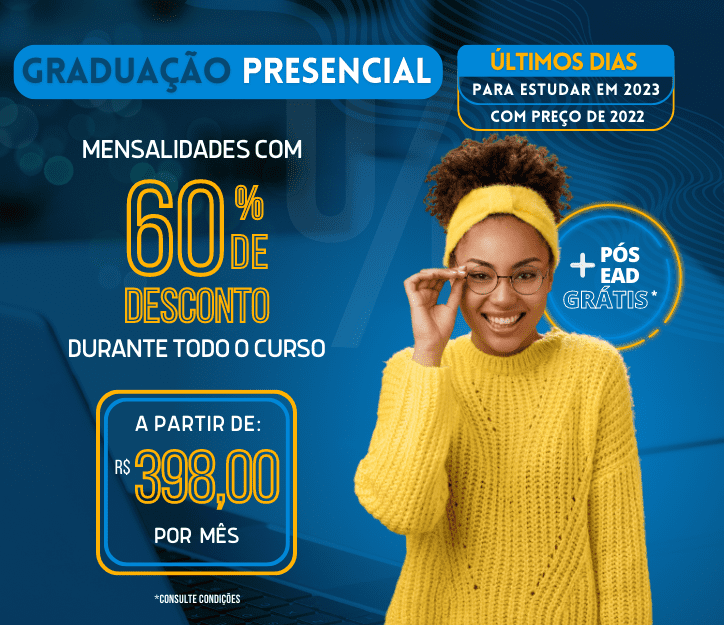 GRADUAÇÃO PRESENCIAL
ÚLTIMOS DIAS
PARA ESTUDAR EM 2023
COM PREÇO DE 2022
MENSALIDADES COM
60% DE
DESCONTO
DURANTE TODO O CURSO
+ PÓS
EAD
GRÁTIS*
A PARTIR DE:
R$ 398,00
POR MÊS
*CONSULTE CONDIÇÕES